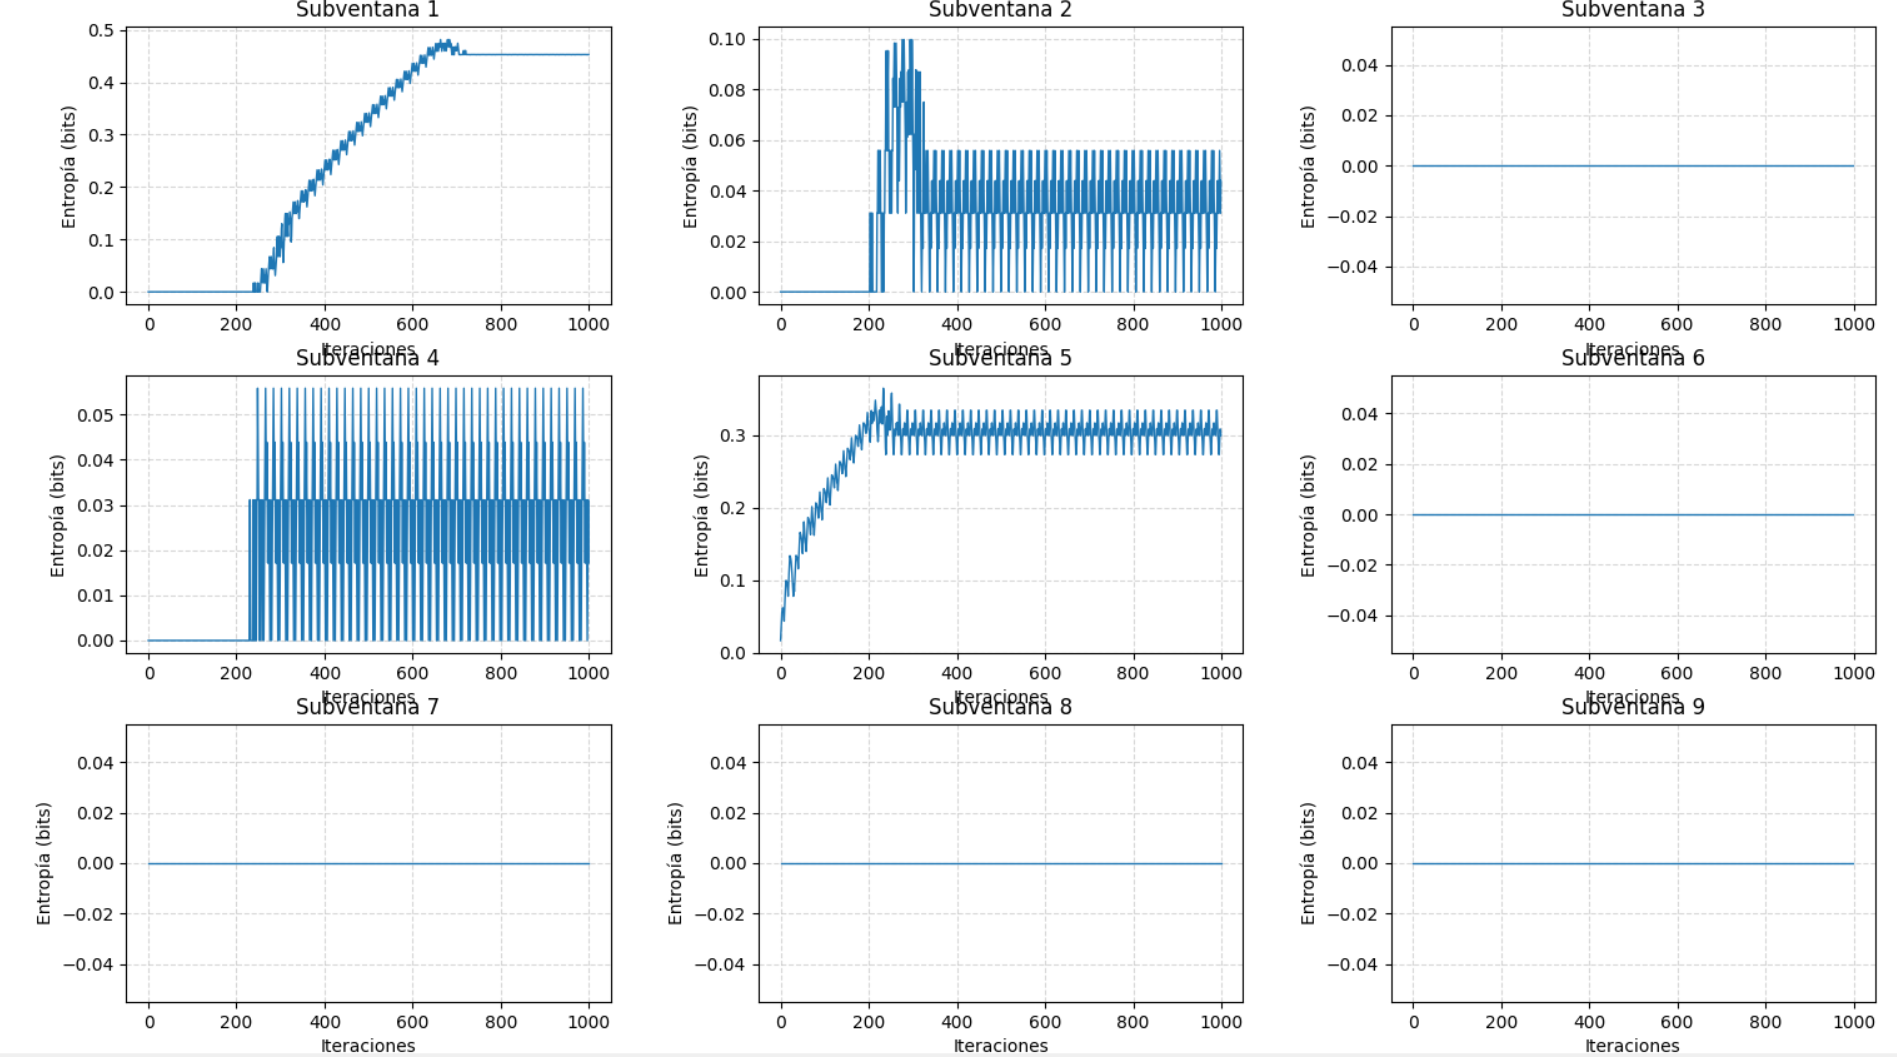 Subventana 1
Entropía (bits)
0.5
0.4
0.3
0.2
0.1
0.0
0 200 400 600 800 1000
Iteraciones
Subventana 2
Entropía (bits)
0.10
0.08
0.06
0.04
0.02
0.00
0 200 400 600 800 1000
Iteraciones
Subventana 3
Entropía (bits)
0.04
0.02
0.00
−0.02
−0.04
0 200 400 600 800 1000
Iteraciones
Subventana 4
Entropía (bits)
0.05
0.04
0.03
0.02
0.01
0.00
0 200 400 600 800 1000
Iteraciones
Subventana 5
Entropía (bits)
0.3
0.2
0.1
0.0
0 200 400 600 800 1000
Iteraciones
Subventana 6
Entropía (bits)
0.04
0.02
0.00
−0.02
−0.04
0 200 400 600 800 1000
Iteraciones
Subventana 7
Entropía (bits)
0.04
0.02
0.00
−0.02
−0.04
0 200 400 600 800 1000
Iteraciones
Subventana 8
Entropía (bits)
0.04
0.02
0.00
−0.02
−0.04
0 200 400 600 800 1000
Iteraciones
Subventana 9
Entropía (bits)
0.04
0.02
0.00
−0.02
−0.04
0 200 400 600 800 1000
Iteraciones